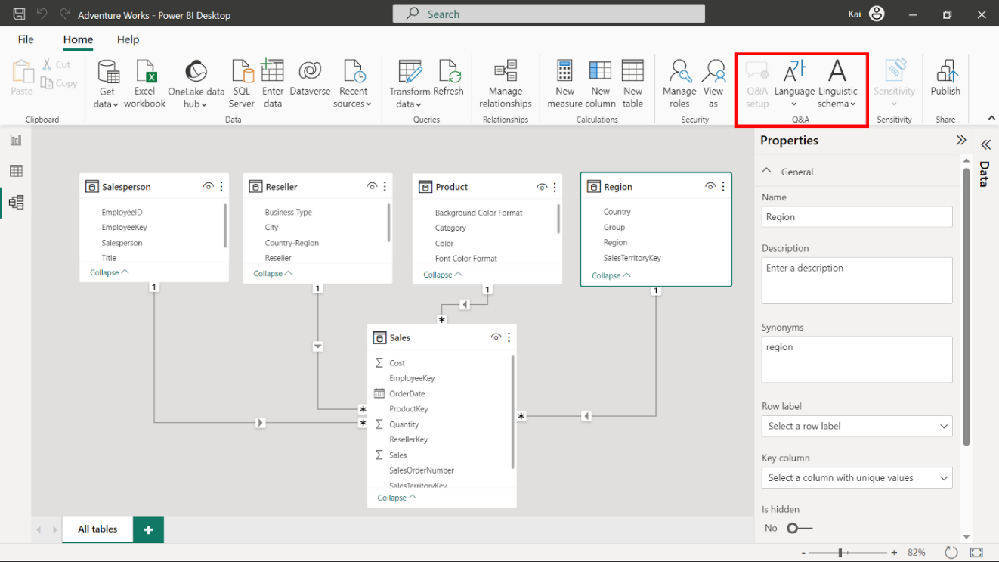 Adventure Works - Power BI Desktop
Search
Kai
File
Home
Help
Paste
Cut
Copy
Clipboard
Get data
Excel workbook
OneLake data hub
SQL Server
Enter data
Dataverse
Recent sources
Data
Transform data
Refresh
Queries
Manage relationships
Relationships
New measure
New column
New table
Calculations
Manage roles
View as
Security
Q&A setup
Language
Linguistic schema
Q&A
Sensitivity
Sensitivity
Publish
Share
Salesperson
EmployeeID
EmployeeKey
Salesperson
Title
Collapse
1
Reseller
Business Type
City
Country-Region
Reseller
Collapse
1
Product
Background Color Format
Category
Color
Font Color Format
Collapse
1
Region
Country
Group
Region
SalesTerritoryKey
Collapse
1
*
Sales
Cost
EmployeeKey
OrderDate
ProductKey
Quantity
ResellerKey
Sales
SalesOrderNumber
SalesTerritoryKey
Collapse
*
*
*
Properties
General
Name
Region
Description
Enter a description
Synonyms
region
Row label
Select a row label
Key column
Select a column with unique values
Is hidden
No
Data
All tables
+
- + 82%